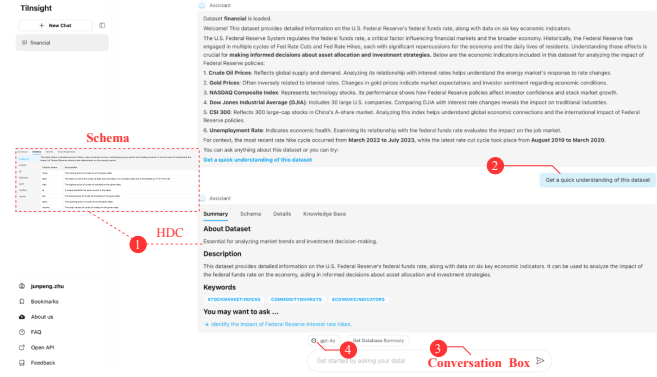 TiInsight
+ New Chat
financial
Schema
HDC
1
junpeng.zhu
Bookmarks
About us
FAQ
Open API
Feedback
Assistant
Dataset financial is loaded.
Welcome! This dataset provides detailed information on the U.S. Federal Reserve's federal funds rate, along with data on six key economic indicators.
The U.S. Federal Reserve System regulates the federal funds rate, a critical factor influencing financial markets and the broader economy. Historically, the Federal Reserve has
engaged in multiple cycles of Fed Rate Cuts and Fed Rate Hikes, each with significant repercussions for the economy and the daily lives of residents. Understanding these effects is
crucial for making informed decisions about asset allocation and investment strategies. Below are the economic indicators included in this dataset for analyzing the impact of
Federal Reserve policies:
1. Crude Oil Prices: Reflects global supply and demand. Analyzing its relationship with interest rates helps understand the energy market's response to rate changes.
2. Gold Prices: Often inversely related to interest rates. Changes in gold prices indicate market expectations and investor sentiment regarding economic conditions.
3. NASDAQ Composite Index: Represents technology stocks. Its performance shows how Federal Reserve policies affect investor confidence and stock market growth.
4. Dow Jones Industrial Average (DJIA): Includes 30 large U.S. companies. Comparing DJIA with interest rate changes reveals the impact on traditional industries.
5. CSI 300: Reflects 300 large-cap stocks in China's A-share market. Analyzing this index helps understand global economic connections and the international impact of Federal
Reserve policies.
6. Unemployment Rate: Indicates economic health. Examining its relationship with the federal funds rate evaluates the impact on the job market.
For context, the most recent rate hike cycle occurred from March 2022 to July 2023, while the latest rate cut cycle took place from August 2019 to March 2020.
You can ask anything about this dataset or you can try:
Get a quick understanding of this dataset
2
Get a quick understanding of this dataset
Assistant
Summary Schema Details Knowledge Base
About Dataset
Essential for analyzing market trends and investment decision-making.
Description
This dataset provides detailed information on the U.S. Federal Reserve's federal funds rate, along with data on six key economic indicators. It can be used to analyze the impact of
the federal funds rate on the economy, aiding in informed decisions about asset allocation and investment strategies.
Keywords
STOCKMARKETINDICES COMMODITYMARKETS ECONOMICINDICATORS
You may want to ask ...
→ Identify the impact of Federal Reserve interest rate hikes.
gpt-4o Get Database Summary
4
3
Get started by asking your data!
Conversation Box